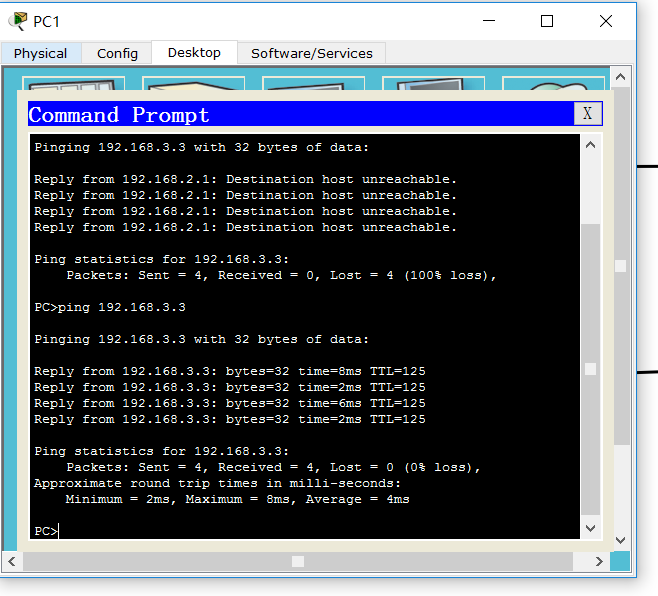 PC1
Physical Config Desktop Software/Services
Command Prompt X
Pinging 192.168.3.3 with 32 bytes of data:
Reply from 192.168.2.1: Destination host unreachable.
Reply from 192.168.2.1: Destination host unreachable.
Reply from 192.168.2.1: Destination host unreachable.
Reply from 192.168.2.1: Destination host unreachable.
Ping statistics for 192.168.3.3:
Packets: Sent = 4, Received = 0, Lost = 4 (100% loss),
PC>ping 192.168.3.3
Pinging 192.168.3.3 with 32 bytes of data:
Reply from 192.168.3.3: bytes=32 time=8ms TTL=125
Reply from 192.168.3.3: bytes=32 time=2ms TTL=125
Reply from 192.168.3.3: bytes=32 time=6ms TTL=125
Reply from 192.168.3.3: bytes=32 time=2ms TTL=125
Ping statistics for 192.168.3.3:
Packets: Sent = 4, Received = 4, Lost = 0 (0% loss),
Approximate round trip times in milli-seconds:
Minimum = 2ms, Maximum = 8ms, Average = 4ms
PC>